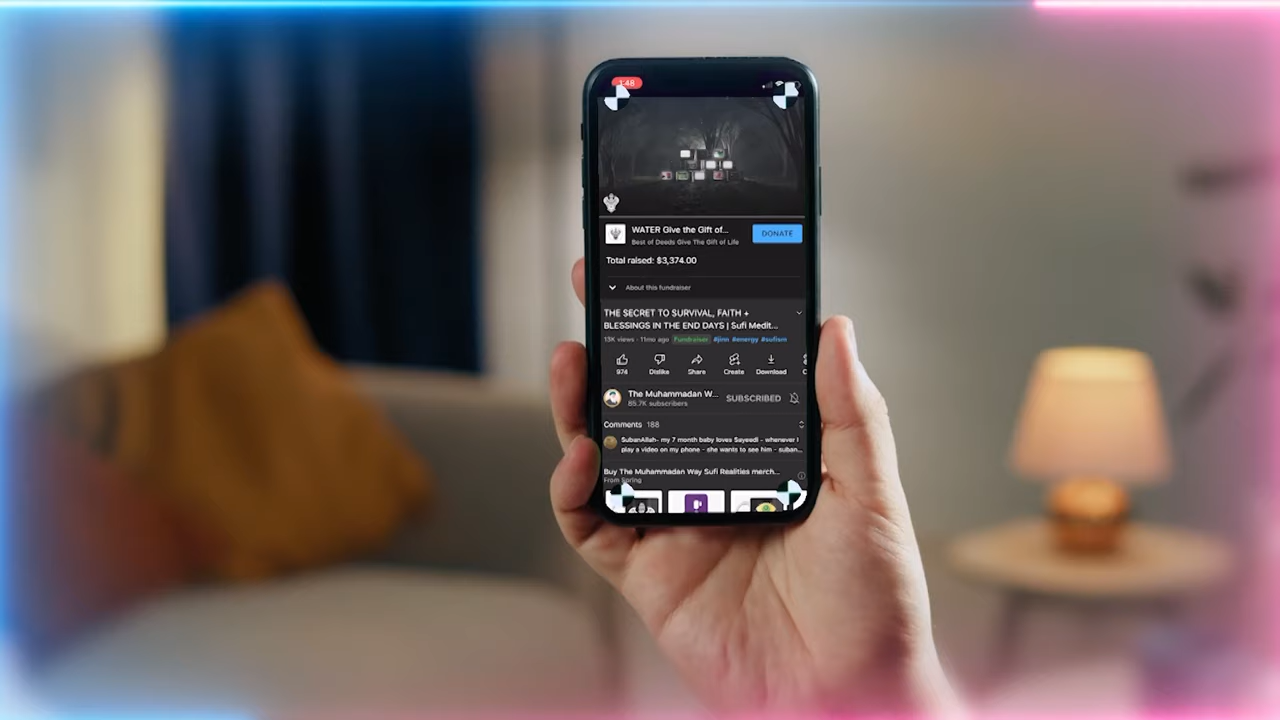 1:48
WATER Give the Gift of...
Best of Deeds Give The Gift of Life
DONATE
Total raised: $3,374.00
About this fundraiser
THE SECRET TO SURVIVAL, FAITH +
BLESSINGS IN THE END DAYS | Sufi Medit...
13K views · 11mo ago Fundraiser #jinn #energy #sufism
974 Dislike Share Create Download
The Muhammadan W...
SUBSCRIBED
85.7K subscribers
Comments 188
SubanAllah- my 7 month baby loves Sayeedi - whenever I
play a video on my phone - she wants to see him - suban...
Buy The Muhammadan Way Sufi Realities merch...
From Spring